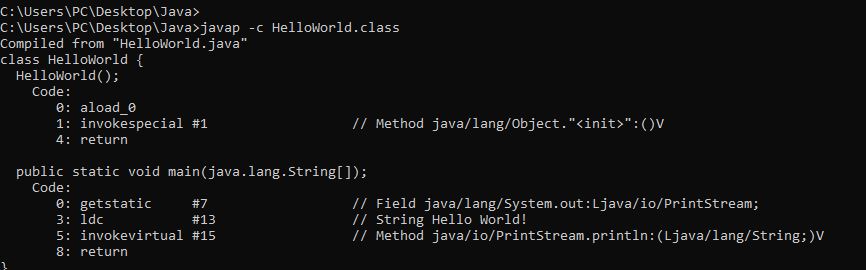 C:\Users\PC\Desktop\Java>
C:\Users\PC\Desktop\Java>javap -c HelloWorld.class
Compiled from "HelloWorld.java"
class HelloWorld {
  HelloWorld();
    Code:
       0: aload_0
       1: invokespecial #1                  // Method java/lang/Object."<init>":()V
       4: return

  public static void main(java.lang.String[]);
    Code:
       0: getstatic     #7                  // Field java/lang/System.out:Ljava/io/PrintStream;
       3: ldc           #13                 // String Hello World!
       5: invokevirtual #15                 // Method java/io/PrintStream.println:(Ljava/lang/String;)V
       8: return
}